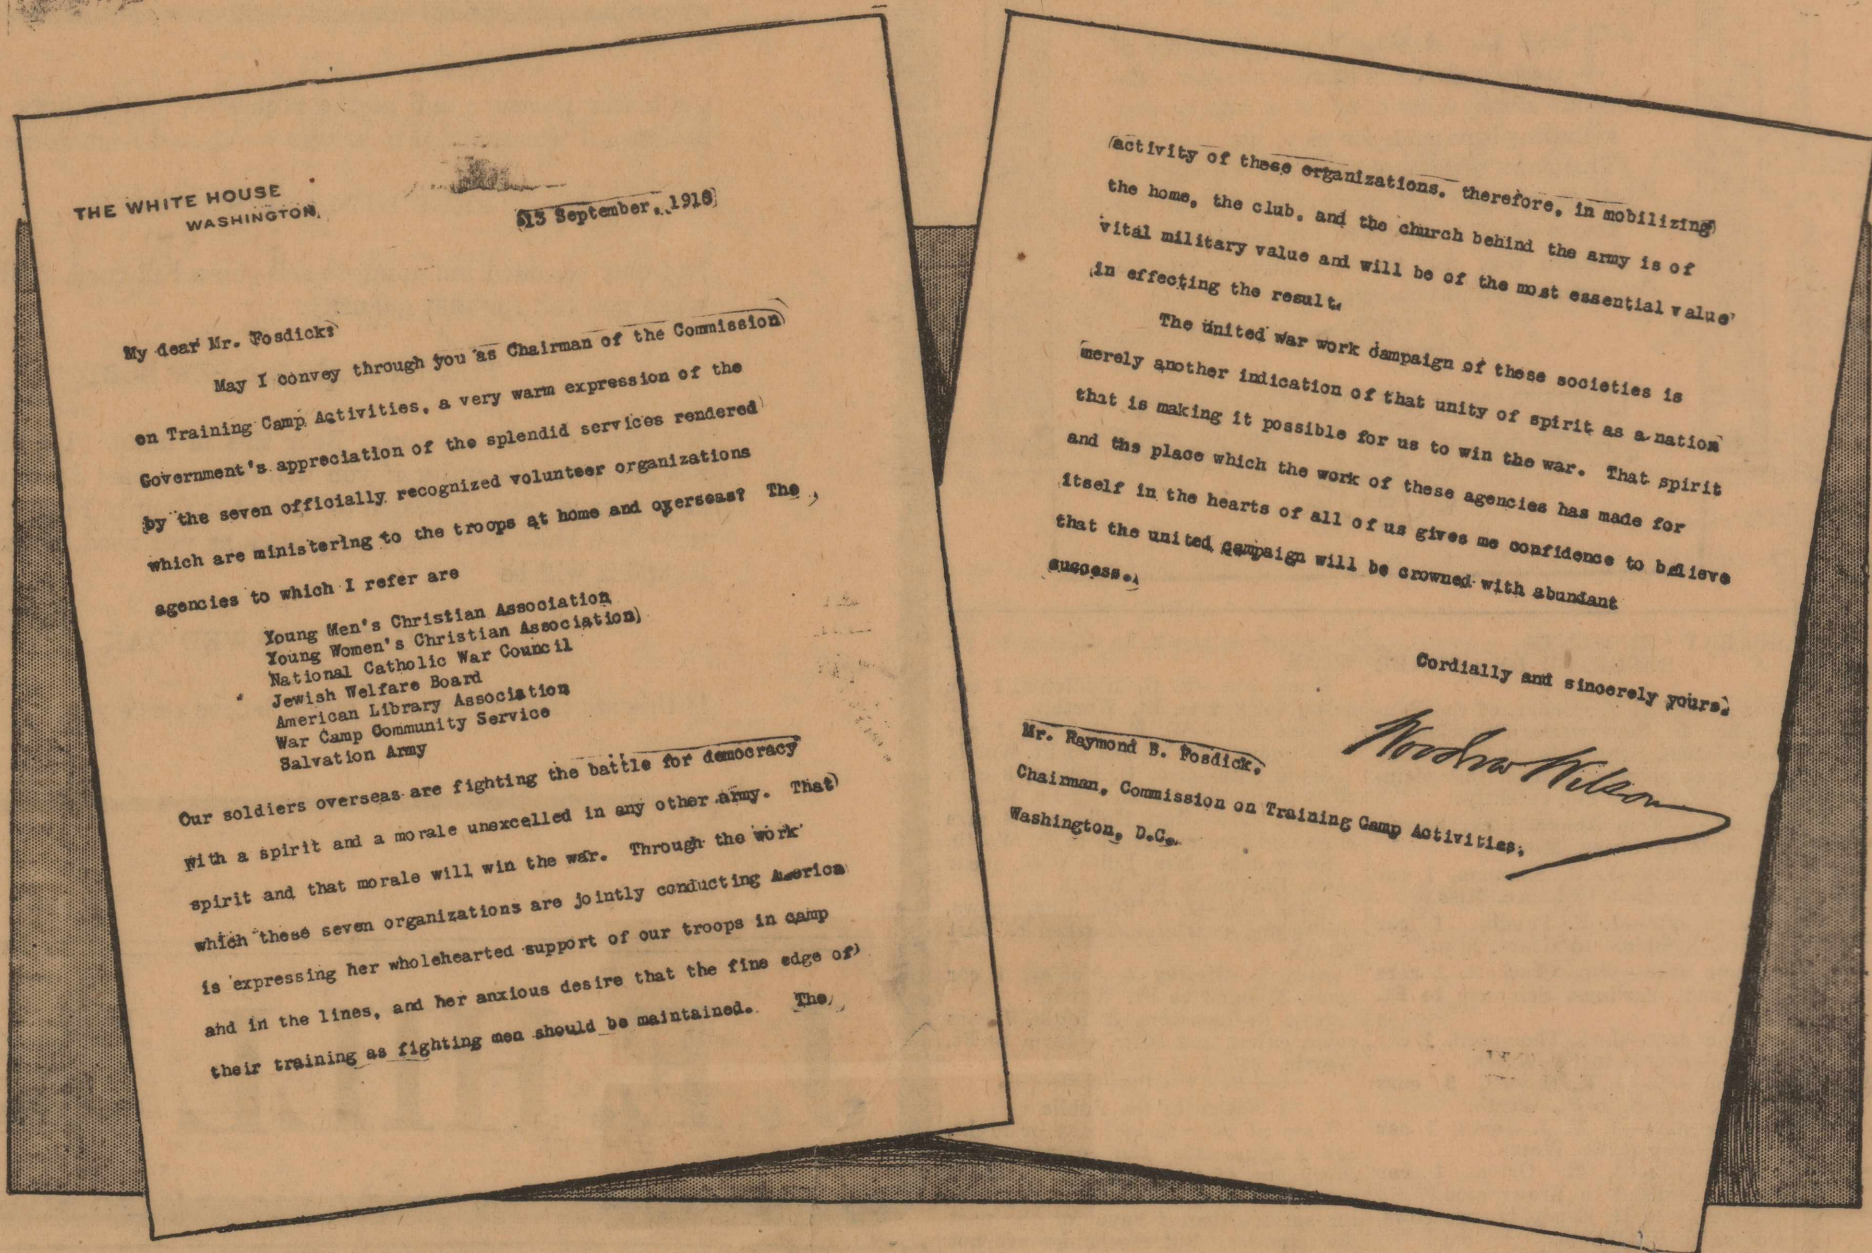 THE WHITE HOUSE
WASHINGTON
13 September, 1918
My dear Mr. Fosdick:
May I convey through you as Chairman of the Commission
on Training Camp Activities, a very warm expression of the
Government's appreciation of the splendid services rendered
by the seven officially recognized volunteer organizations
which are ministering to the troops at home and overseas? The
agencies to which I refer are
Young Men's Christian Association
Young Women's Christian Association
National Catholic War Council
Jewish Welfare Board
American Library Association
War Camp Community Service
Salvation Army
Our soldiers overseas are fighting the battle for democracy
with a spirit and a morale unexcelled in any other army. That
spirit and that morale will win the war. Through the work
which these seven organizations are jointly conducting America
is expressing her wholehearted support of our troops in camp
and in the lines, and her anxious desire that the fine edge of
their training as fighting men should be maintained. The
activity of these organizations, therefore, in mobilizing
the home, the club, and the church behind the army is of
vital military value and will be of the most essential value
in effecting the result.
The united war work campaign of these societies is
merely another indication of that unity of spirit as a nation
that is making it possible for us to win the war. That spirit
and the place which the work of these agencies has made for
itself in the hearts of all of us gives me confidence to believe
that the united campaign will be crowned with abundant
success.
Cordially and sincerely yours,
Woodrow Wilson
Mr. Raymond B. Fosdick,
Chairman, Commission on Training Camp Activities,
Washington, D.C.